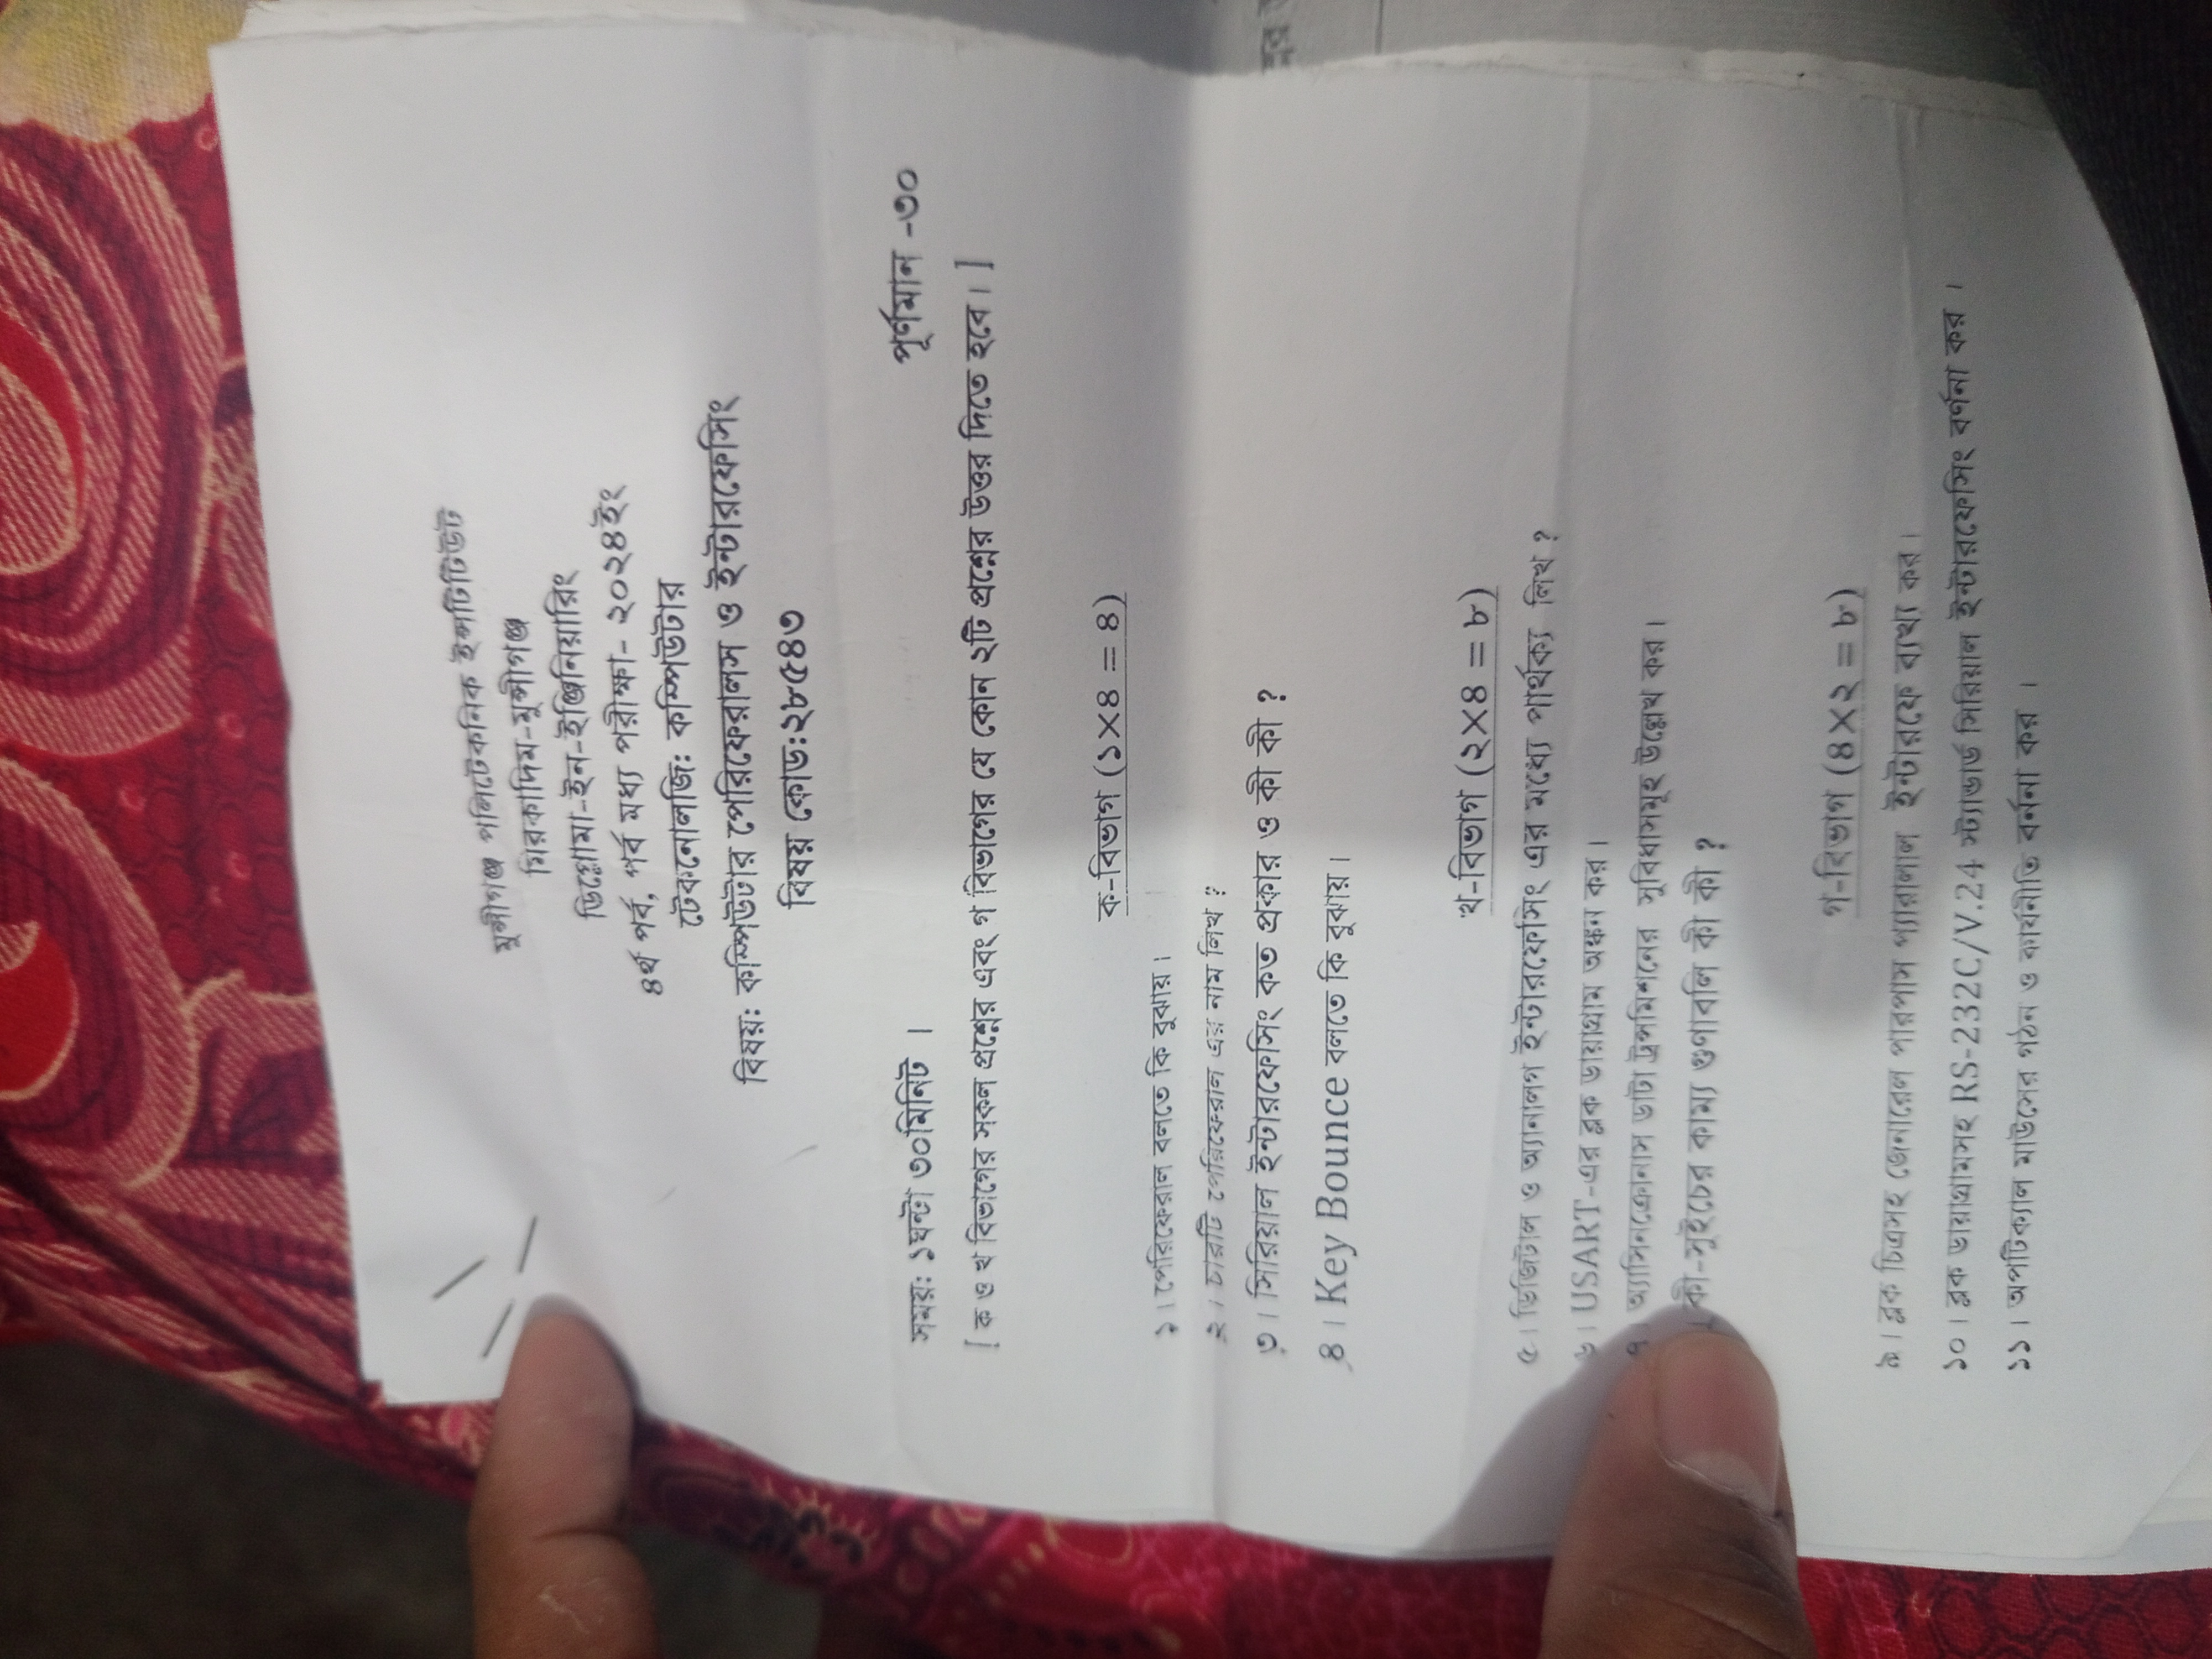 মুন্সীগঞ্জ পলিটেকনিক ইন্সটিটিউট
মিরকাদিম-মুন্সীগঞ্জ
ডিপ্লোমা-ইন-ইঞ্জিনিয়ারিং
৪র্থ পর্ব, পর্ব মধ্য পরীক্ষা- ২০২৪ইং
টেকনোলজি: কম্পিউটার
বিষয়: কম্পিউটার পেরিফেরালস ও ইন্টারফেসিং
বিষয় কোড:২৮৫৪৩
সময়: ১ঘন্টা ৩০মিনিট । পূর্ণমান -৩০
[ ক ও খ বিভাগের সকল প্রশ্নের এবং গ বিভাগের যে কোন ২টি প্রশ্নের উত্তর দিতে হবে। ]
ক-বিভাগ (১×৪ = ৪)
১। পেরিফেরাল বলতে কি বুঝায়।
২। চারটি পেরিফেরাল এর নাম লিখ ?
৩। সিরিয়াল ইন্টারফেসিং কত প্রকার ও কী কী ?
৪। Key Bounce বলতে কি বুঝায়।
খ-বিভাগ (২×৪ = ৮)
৫। ডিজিটাল ও অ্যানালগ ইন্টারফেসিং এর মধ্যে পার্থক্য লিখ ?
৬। USART-এর ব্লক ডায়াগ্রাম অঙ্কন কর।
৭। অ্যাসিনক্রোনাস ডাটা ট্রন্সমিশনের সুবিধাসমূহ উল্লেখ কর।
কী-সুইচের কাম্য গুণাবলি কী কী ?
গ-বিভাগ (৪×২ = ৮)
৯। ব্লক চিত্রসহ জেনারেল পারপাস প্যারালাল ইন্টারফে ব্যখ্য কর।
১০। ব্লক ডায়াগ্রামসহ RS-232C/V.24 স্ট্যান্ডার্ড সিরিয়াল ইন্টারফেসিং বর্ণনা কর ।
১১। অপটিক্যাল মাউসের গঠন ও কার্যনীতি বর্ননা কর ।